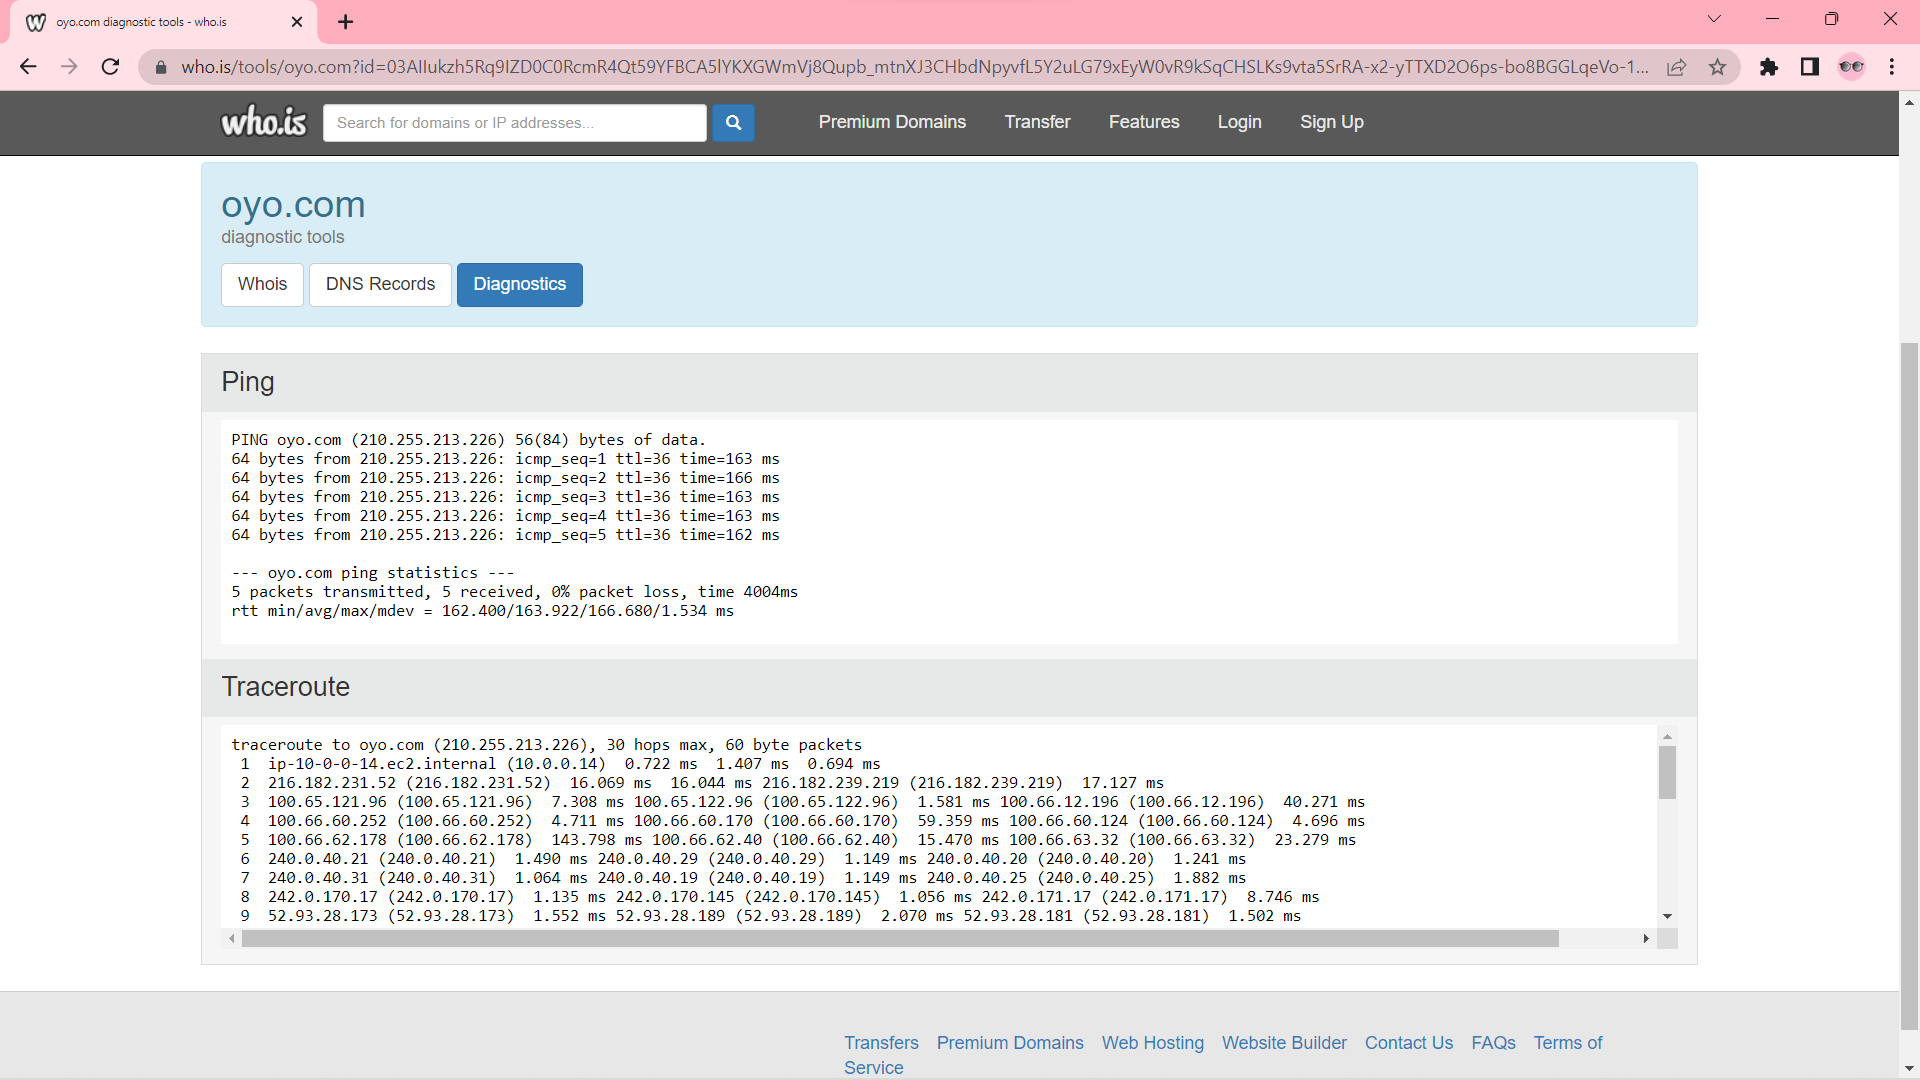 oyo.com diagnostic tools - who.is
who.is/tools/oyo.com?id=03AIIukzh5Rq9IZD0C0RcmR4Qt59YFBCA5lYKXGWmVj8Qupb_mtnXJ3CHbdNpyvfL5Y2uLG79xEyW0vR9kSqCHSLKs9vta5SrRA-x2-yTTXD2O6ps-bo8BGGLqeVo-1...
who.is Search for domains or IP addresses... Premium Domains Transfer Features Login Sign Up
oyo.com
diagnostic tools
Whois DNS Records Diagnostics
Ping
PING oyo.com (210.255.213.226) 56(84) bytes of data.
64 bytes from 210.255.213.226: icmp_seq=1 ttl=36 time=163 ms
64 bytes from 210.255.213.226: icmp_seq=2 ttl=36 time=166 ms
64 bytes from 210.255.213.226: icmp_seq=3 ttl=36 time=163 ms
64 bytes from 210.255.213.226: icmp_seq=4 ttl=36 time=163 ms
64 bytes from 210.255.213.226: icmp_seq=5 ttl=36 time=162 ms
--- oyo.com ping statistics ---
5 packets transmitted, 5 received, 0% packet loss, time 4004ms
rtt min/avg/max/mdev = 162.400/163.922/166.680/1.534 ms
Traceroute
traceroute to oyo.com (210.255.213.226), 30 hops max, 60 byte packets
1 ip-10-0-0-14.ec2.internal (10.0.0.14) 0.722 ms 1.407 ms 0.694 ms
2 216.182.231.52 (216.182.231.52) 16.069 ms 16.044 ms 216.182.239.219 (216.182.239.219) 17.127 ms
3 100.65.121.96 (100.65.121.96) 7.308 ms 100.65.122.96 (100.65.122.96) 1.581 ms 100.66.12.196 (100.66.12.196) 40.271 ms
4 100.66.60.252 (100.66.60.252) 4.711 ms 100.66.60.170 (100.66.60.170) 59.359 ms 100.66.60.124 (100.66.60.124) 4.696 ms
5 100.66.62.178 (100.66.62.178) 143.798 ms 100.66.62.40 (100.66.62.40) 15.470 ms 100.66.63.32 (100.66.63.32) 23.279 ms
6 240.0.40.21 (240.0.40.21) 1.490 ms 240.0.40.29 (240.0.40.29) 1.149 ms 240.0.40.20 (240.0.40.20) 1.241 ms
7 240.0.40.31 (240.0.40.31) 1.064 ms 240.0.40.19 (240.0.40.19) 1.149 ms 240.0.40.25 (240.0.40.25) 1.882 ms
8 242.0.170.17 (242.0.170.17) 1.135 ms 242.0.170.145 (242.0.170.145) 1.056 ms 242.0.171.17 (242.0.171.17) 8.746 ms
9 52.93.28.173 (52.93.28.173) 1.552 ms 52.93.28.189 (52.93.28.189) 2.070 ms 52.93.28.181 (52.93.28.181) 1.502 ms
Transfers Premium Domains Web Hosting Website Builder Contact Us FAQs Terms of
Service